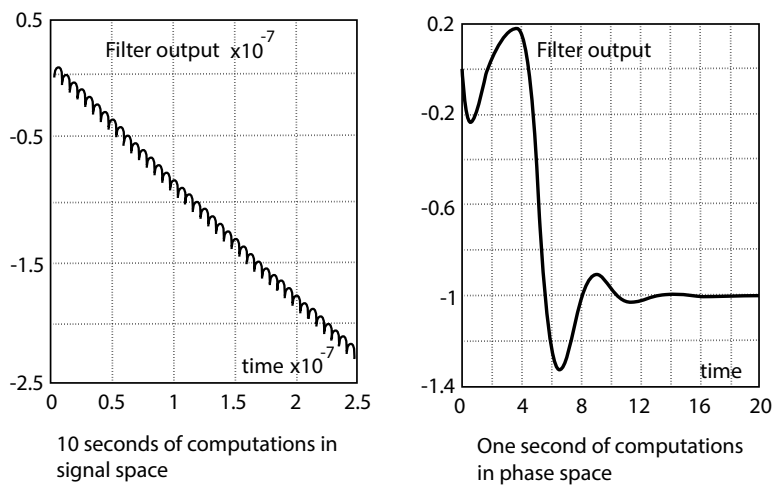 0.5
-0.5
-1.5
-2.5
Filter output x10-7
time x10-7
0 0.5 1 1.5 2 2.5
10 seconds of computations in
signal space
0.2
-0.2
-0.6
-1
-1.4
Filter output
time
0 4 8 12 16 20
One second of computations
in phase space